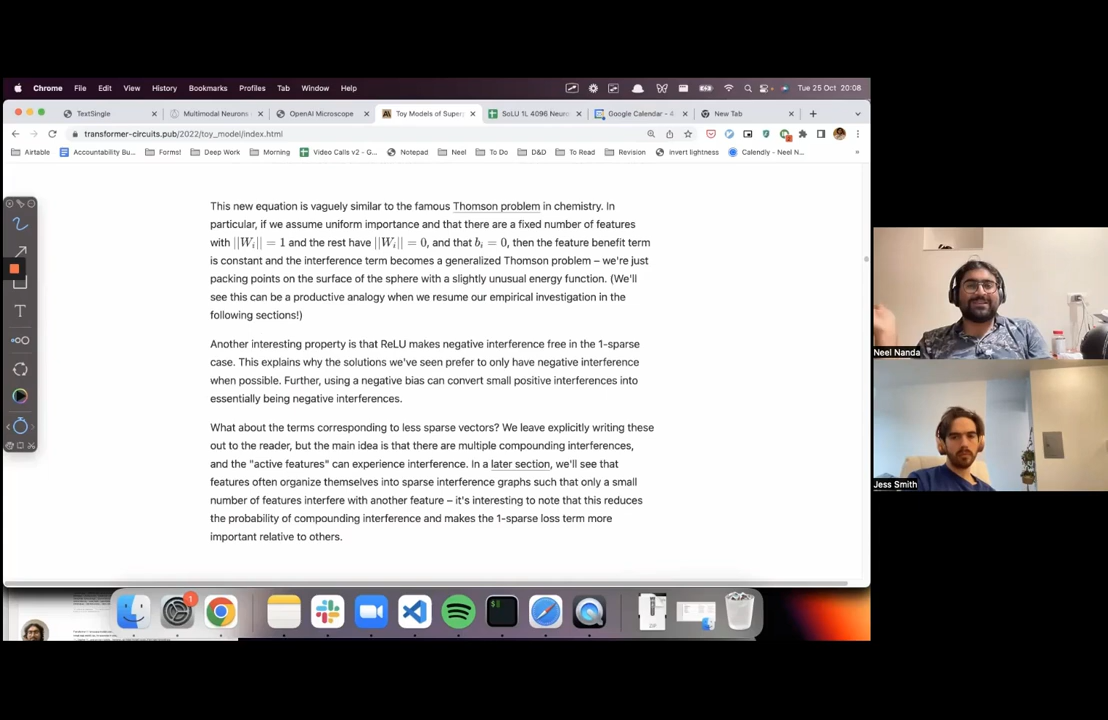 Chrome File Edit View History Bookmarks Profiles Tab Window Help Tue 25 Oct 20:08
TextSingle Multimodal Neurons OpenAI Microscope Toy Models of Super SoLU 1L 4096 Neuro Google Calendar - 4 New Tab
transformer-circuits.pub/2022/toy_model/index.html
Airtable Accountability Bu... Forms! Deep Work Morning Video Calls v2 - G... Notepad Neel To Do D&D To Read Revision invert lightness Calendly - Neel N...
This new equation is vaguely similar to the famous Thomson problem in chemistry. In
particular, if we assume uniform importance and that there are a fixed number of features
with ||Wᵢ|| = 1 and the rest have ||Wᵢ|| = 0, and that bᵢ = 0, then the feature benefit term
is constant and the interference term becomes a generalized Thomson problem – we're just
packing points on the surface of the sphere with a slightly unusual energy function. (We'll
see this can be a productive analogy when we resume our empirical investigation in the
following sections!)
Another interesting property is that ReLU makes negative interference free in the 1-sparse
case. This explains why the solutions we've seen prefer to only have negative interference
when possible. Further, using a negative bias can convert small positive interferences into
essentially being negative interferences.
What about the terms corresponding to less sparse vectors? We leave explicitly writing these
out to the reader, but the main idea is that there are multiple compounding interferences,
and the "active features" can experience interference. In a later section, we'll see that
features often organize themselves into sparse interference graphs such that only a small
number of features interfere with another feature – it's interesting to note that this reduces
the probability of compounding interference and makes the 1-sparse loss term more
important relative to others.
T
1
Neel Nanda
Jess Smith